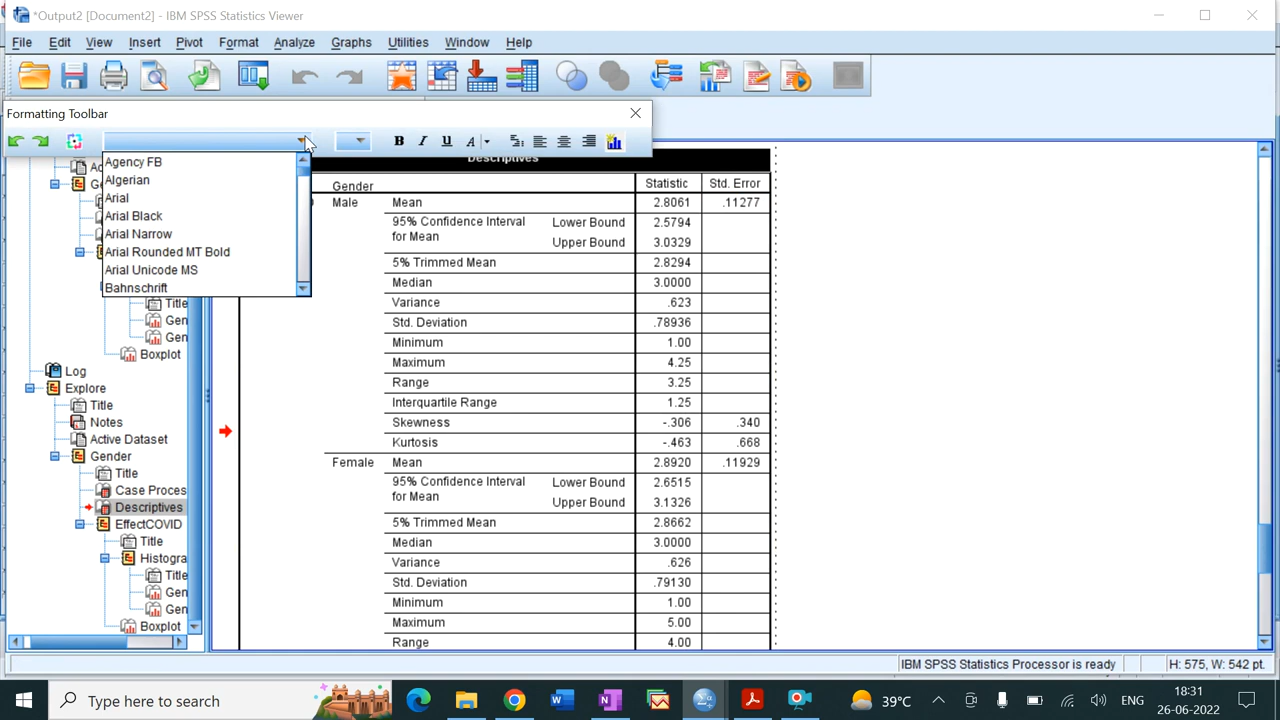 *Output2 [Document2] - IBM SPSS Statistics Viewer
File Edit View Insert Pivot Format Analyze Graphs Utilities Window Help
Formatting Toolbar
B I U A
Agency FB
Algerian
Arial
Arial Black
Arial Narrow
Arial Rounded MT Bold
Arial Unicode MS
Bahnschrift
Title
Gen
Gen
Boxplot
Log
Explore
Title
Notes
Active Dataset
Gender
Title
Case Proces
Descriptives
EffectCOVID
Title
Histogra
Title
Gen
Gen
Boxplot
Descriptives
Gender Statistic Std. Error
Male Mean 2.8061 .11277
95% Confidence Interval for Mean Lower Bound 2.5794
Upper Bound 3.0329
5% Trimmed Mean 2.8294
Median 3.0000
Variance .623
Std. Deviation .78936
Minimum 1.00
Maximum 4.25
Range 3.25
Interquartile Range 1.25
Skewness -.306 .340
Kurtosis -.463 .668
Female Mean 2.8920 .11929
95% Confidence Interval for Mean Lower Bound 2.6515
Upper Bound 3.1326
5% Trimmed Mean 2.8662
Median 3.0000
Variance .626
Std. Deviation .79130
Minimum 1.00
Maximum 5.00
Range 4.00
IBM SPSS Statistics Processor is ready H: 575, W: 542 pt.
Type here to search
39°C ENG 18:31
26-06-2022